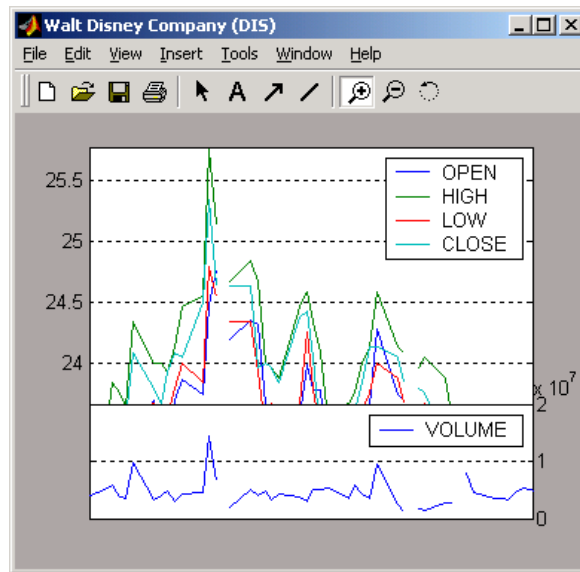 Walt Disney Company (DIS)
File Edit View Insert Tools Window Help
A
25.5
25
24.5
24
OPEN
HIGH
LOW
CLOSE
x 10^7
2
1
0
VOLUME